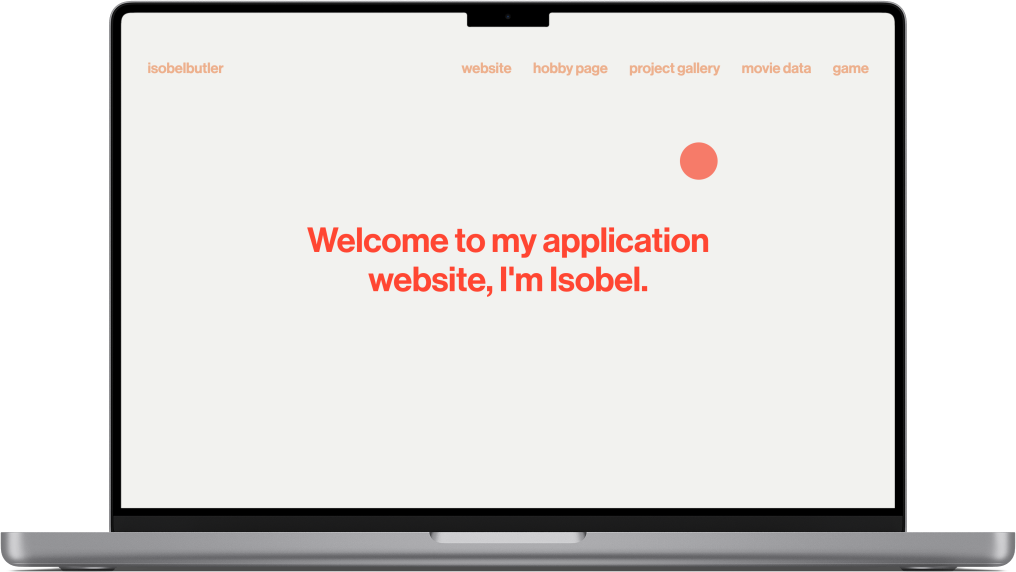 isobelbutler
website hobby page project gallery movie data game
Welcome to my application
website, I'm Isobel.